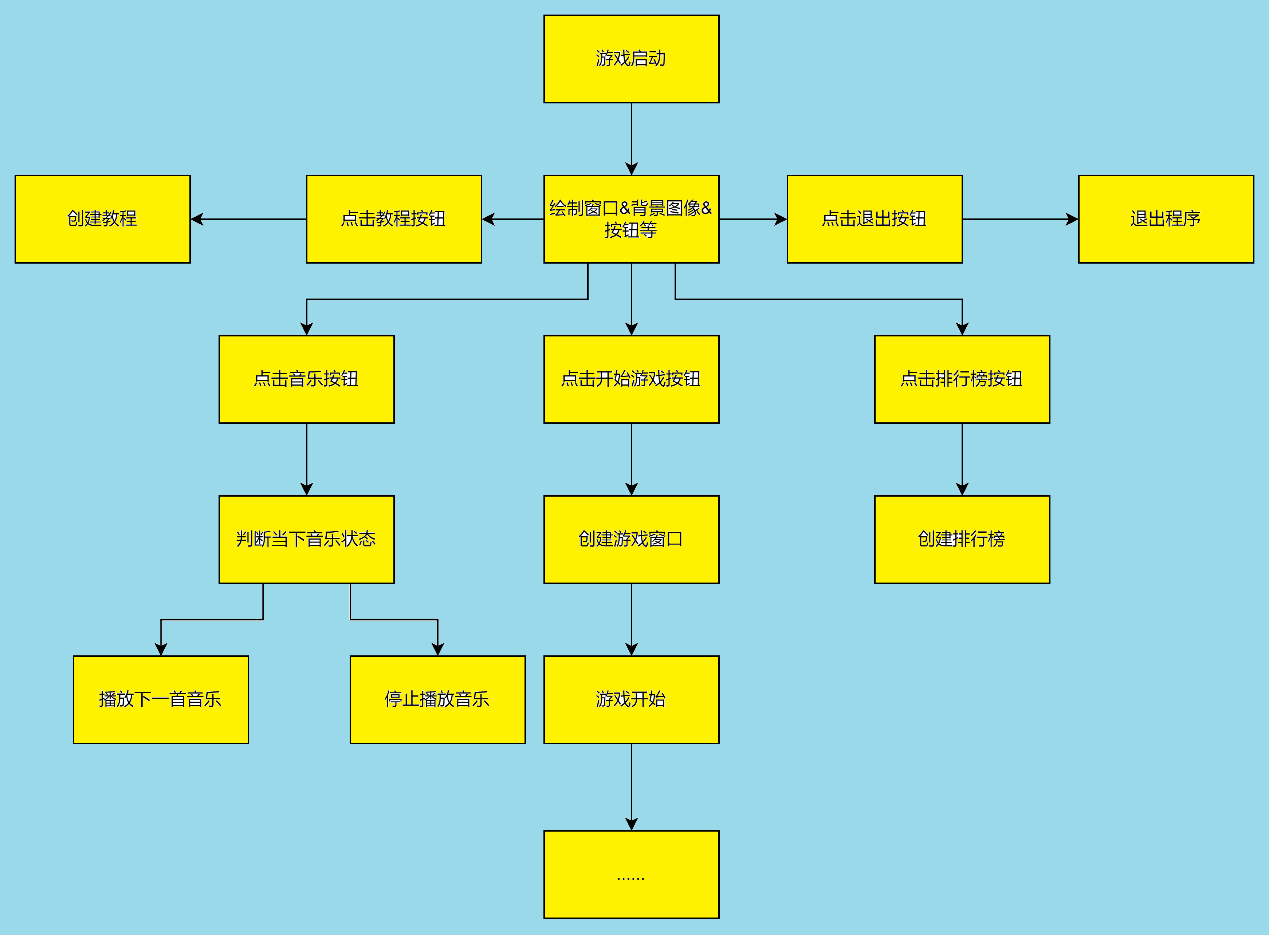 游戏启动
创建教程
点击教程按钮
绘制窗口&背景图像&
按钮等
点击退出按钮
退出程序
点击音乐按钮
点击开始游戏按钮
点击排行榜按钮
判断当下音乐状态
创建游戏窗口
创建排行榜
播放下一首音乐
停止播放音乐
游戏开始
......